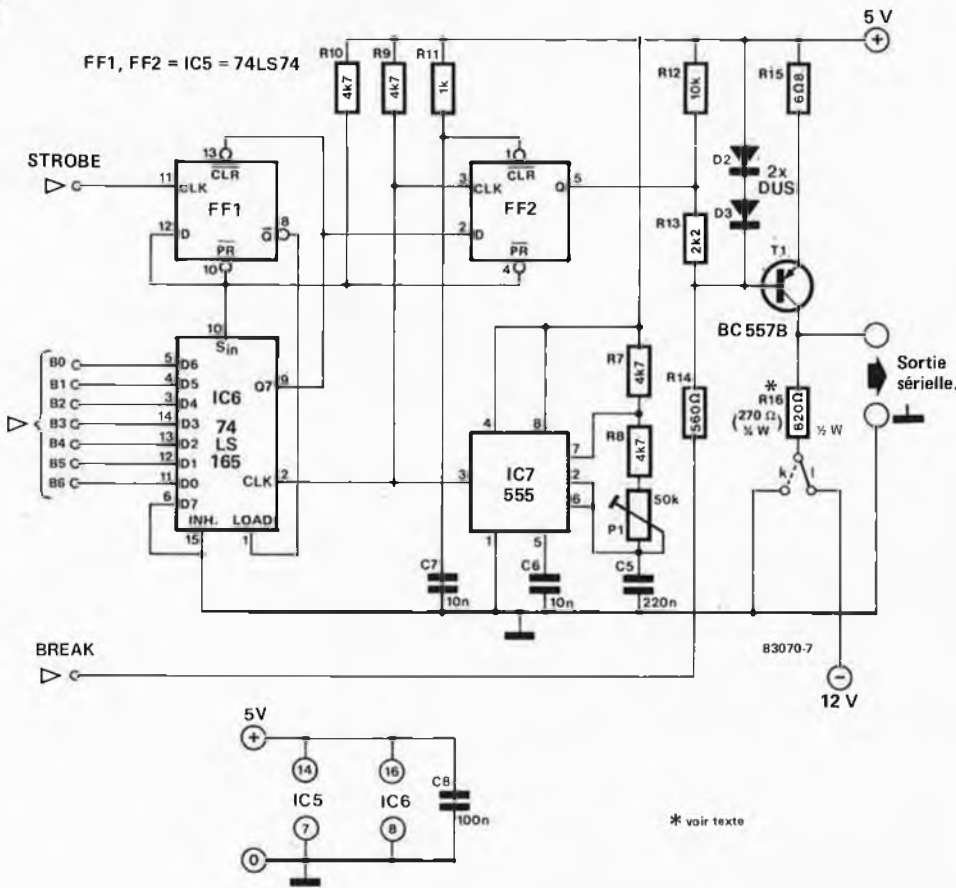 5 V
+
FF1, FF2 = IC5 = 74LS74
R10
4k7
R9
4k7
R11
1k
R12
10k
R15
6Ω8
STROBE
11
13
CLR
CLK
FF1
12
D
8
Q
PR
10
1
CLR
3
CLK
Q
5
FF2
2
D
PR
4
D2
2x
DUS
D3
R13
2k2
T1
BC 557B
10
Sin
B0
5
D6
B1
4
D5
Q7
9
B2
3
D4
IC6
B3
14
D3
74
B4
13
D2
LS
B5
12
D1
165
B6
11
D0
CLK
2
6
D7
INH.
LOAD
15
1
4
8
3
IC7
555
7
2
6
1
5
R7
4k7
R8
4k7
50k
P1
R14
560Ω
Sortie
sérielle.
*
R16
(270 Ω
¼ W)
820Ω
½ W
k
l
C7
10n
C6
10n
C5
220n
83070-7
BREAK
−
12 V
5V
+
14
16
IC5
IC6
C8
100n
7
8
0
* voir texte